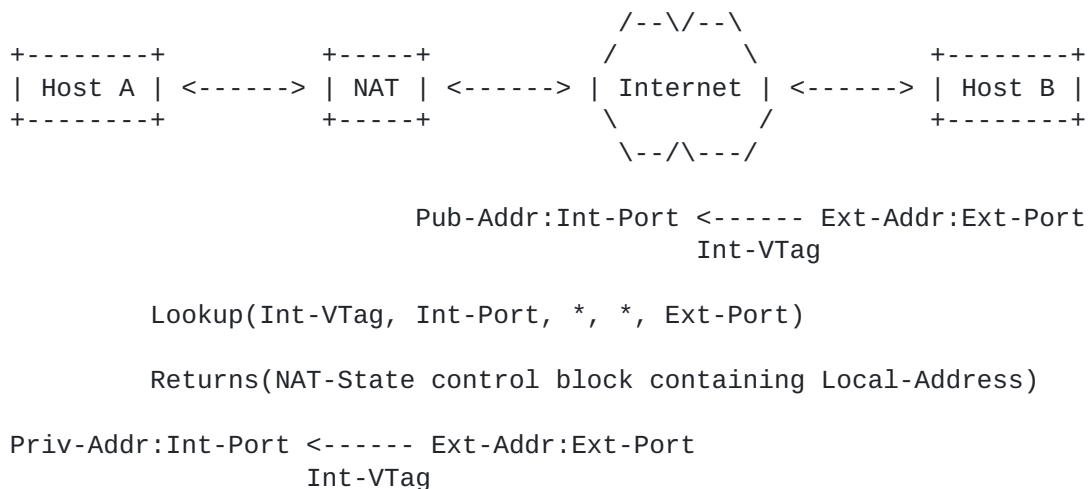 /--\/--\
+--------+          +-----+           /        \           +--------+
| Host A | <------> | NAT | <------> | Internet | <------> | Host B |
+--------+          +-----+           \         /          +--------+
                                       \--/\---/
                          Pub-Addr:Int-Port <------ Ext-Addr:Ext-Port
                                            Int-VTag
         Lookup(Int-VTag, Int-Port, *, *, Ext-Port)
         Returns(NAT-State control block containing Local-Address)
Priv-Addr:Int-Port <------ Ext-Addr:Ext-Port
                   Int-VTag